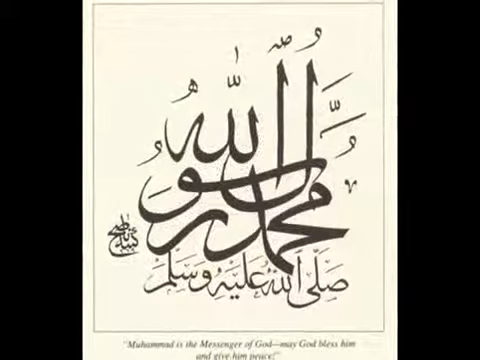 محمد رسول الله
صلى الله عليه وسلم
"Muhammad is the Messenger of God—may God bless him
and give him peace!"